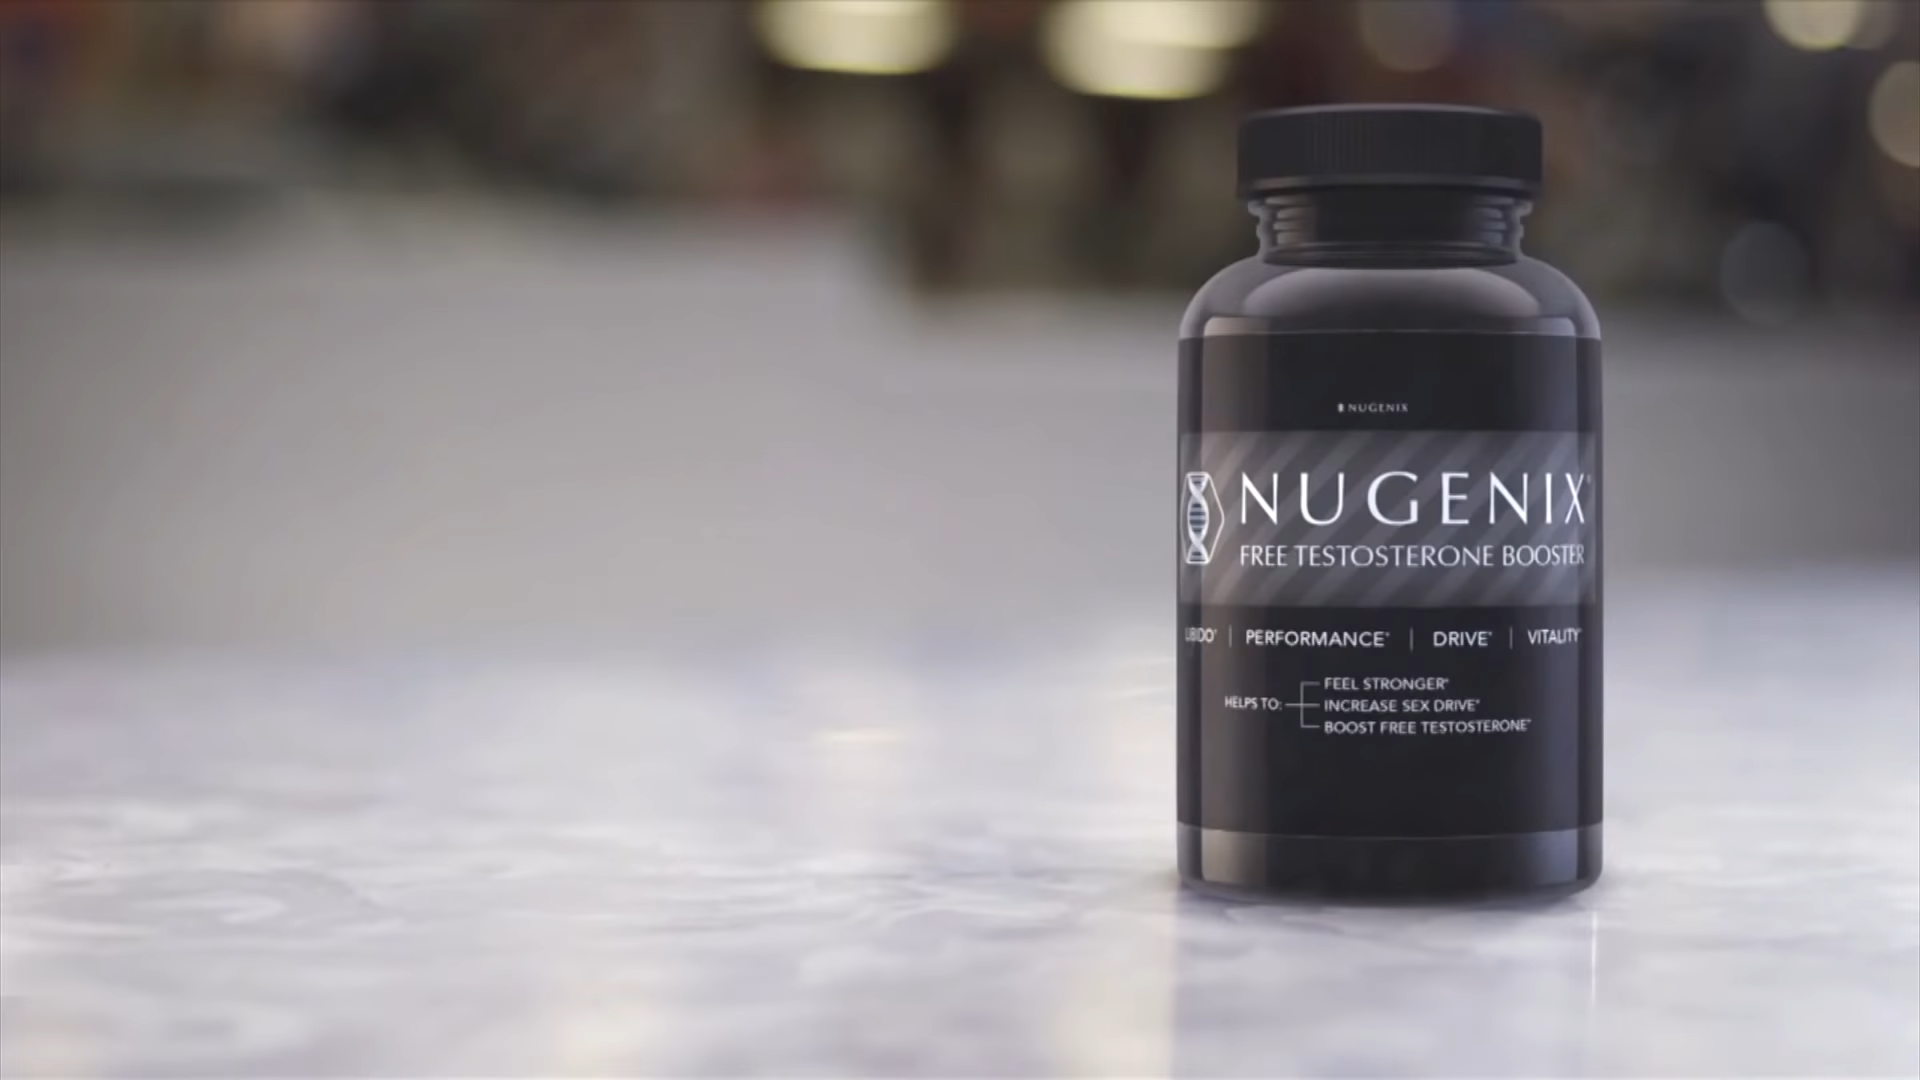 NUGENIX
NUGENIX®
FREE TESTOSTERONE BOOSTER
LIBIDO* | PERFORMANCE* | DRIVE* | VITALITY*
HELPS TO:
FEEL STRONGER*
INCREASE SEX DRIVE*
BOOST FREE TESTOSTERONE*